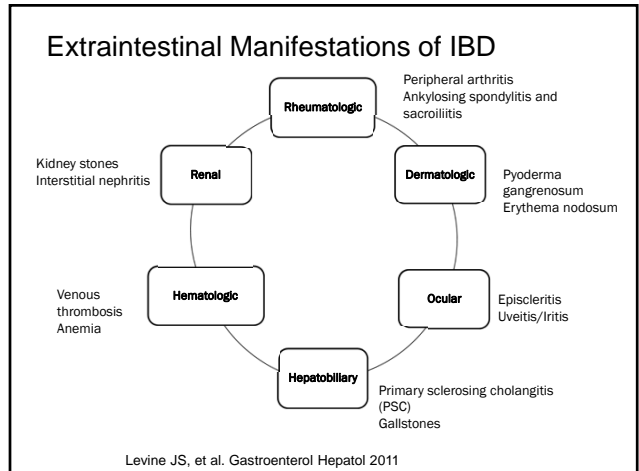 Extraintestinal Manifestations of IBD
Rheumatologic
Peripheral arthritis
Ankylosing spondylitis and
sacroiliitis
Dermatologic
Pyoderma
gangrenosum
Erythema nodosum
Ocular
Episcleritis
Uveitis/Iritis
Hepatobiliary
Primary sclerosing cholangitis
(PSC)
Gallstones
Hematologic
Venous
thrombosis
Anemia
Renal
Kidney stones
Interstitial nephritis
Levine JS, et al. Gastroenterol Hepatol 2011